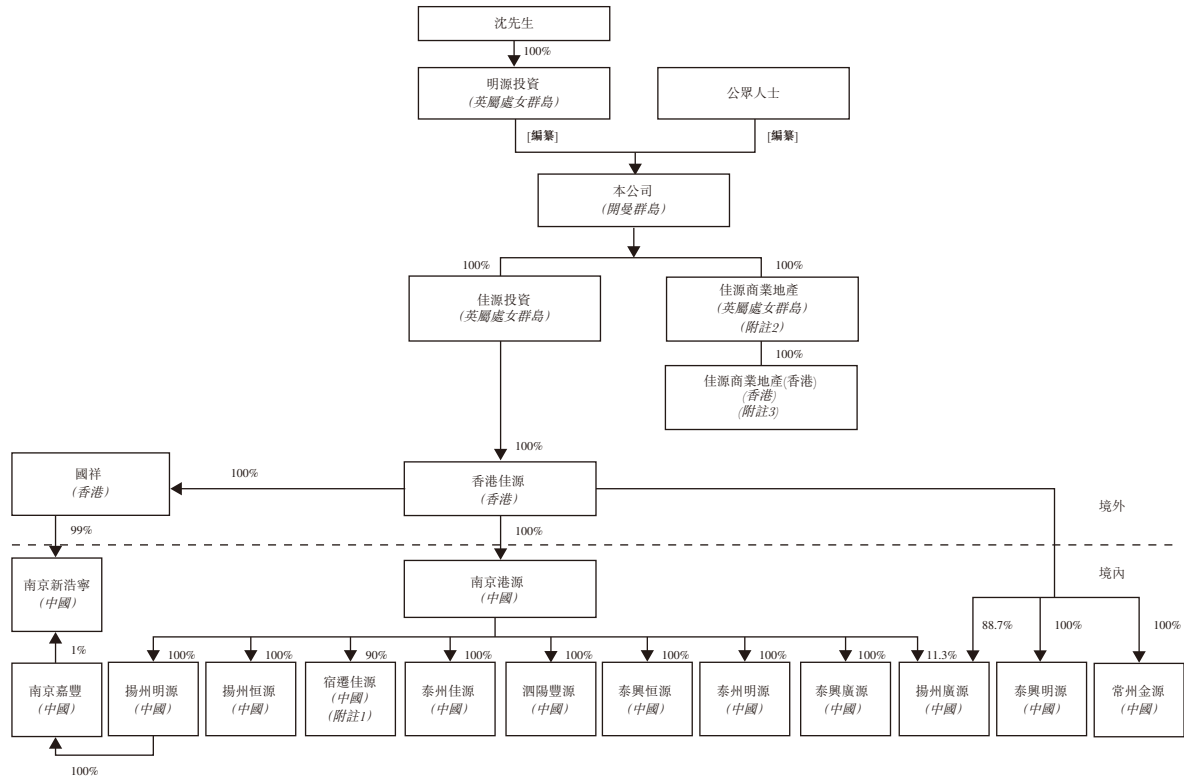 沈先生
100%
明源投資
(英屬處女群島)
公眾人士
[編纂]
[編纂]
本公司
(開曼群島)
100%
100%
佳源投資
(英屬處女群島)
佳源商業地產
(英屬處女群島)
(附註2)
100%
佳源商業地產(香港)
(香港)
(附註3)
100%
國祥
(香港)
100%
香港佳源
(香港)
境外
99%
100%
境內
南京新浩寧
(中國)
南京港源
(中國)
88.7%
100%
100%
1%
100%
100%
90%
100%
100%
100%
100%
100%
11.3%
南京嘉豐
(中國)
揚州明源
(中國)
揚州恒源
(中國)
宿遷佳源
(中國)
(附註1)
泰州佳源
(中國)
泗陽豐源
(中國)
泰興恒源
(中國)
泰州明源
(中國)
泰興廣源
(中國)
揚州廣源
(中國)
泰興明源
(中國)
常州金源
(中國)
100%